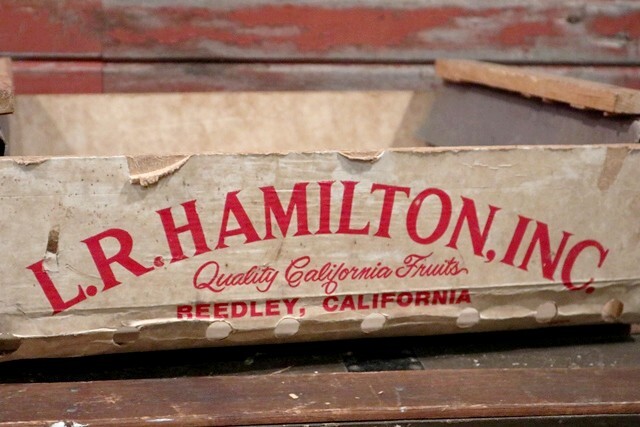 L.R. HAMILTON, INC.
Quality California Fruits
REEDLEY, CALIFORNIA